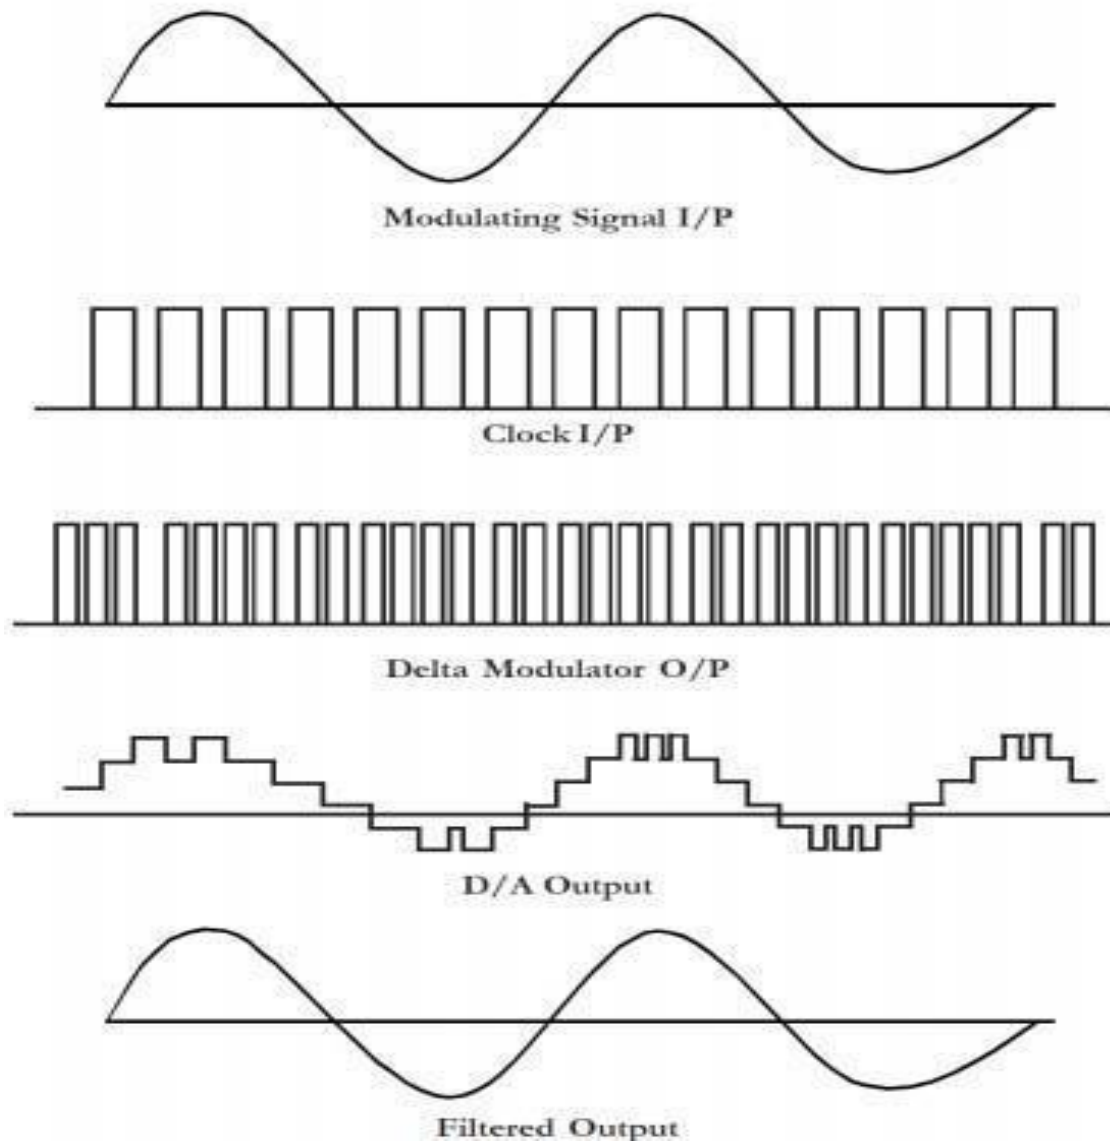 Modulating Signal I/P
Clock I/P
Delta Modulator O/P
D/A Output
Filtered Output